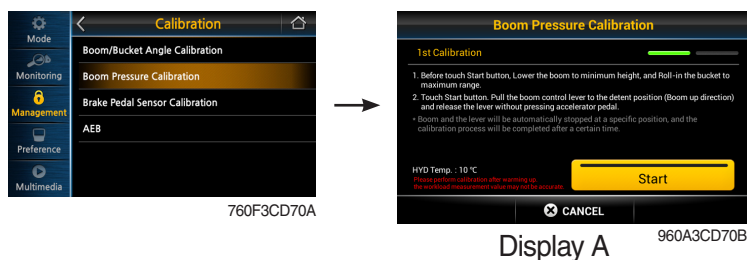 Mode
Monitoring
Management
Preference
Multimedia
Calibration
Boom/Bucket Angle Calibration
Boom Pressure Calibration
Brake Pedal Sensor Calibration
AEB
760F3CD70A
Boom Pressure Calibration
1st Calibration
1. Before touch Start button, Lower the boom to minimum height, and Roll-in the bucket to
maximum range.
2. Touch Start button. Pull the boom control lever to the detent position (Boom up direction)
and release the lever without pressing accelerator pedal.
• Boom and the lever will be automatically stopped at a specific position, and the
calibration process will be completed after a certain time.
HYD Temp. : 10 ℃
Please perform calibration after warming up.
the workload measurement value may not be accurate.
Start
CANCEL
Display A
960A3CD70B